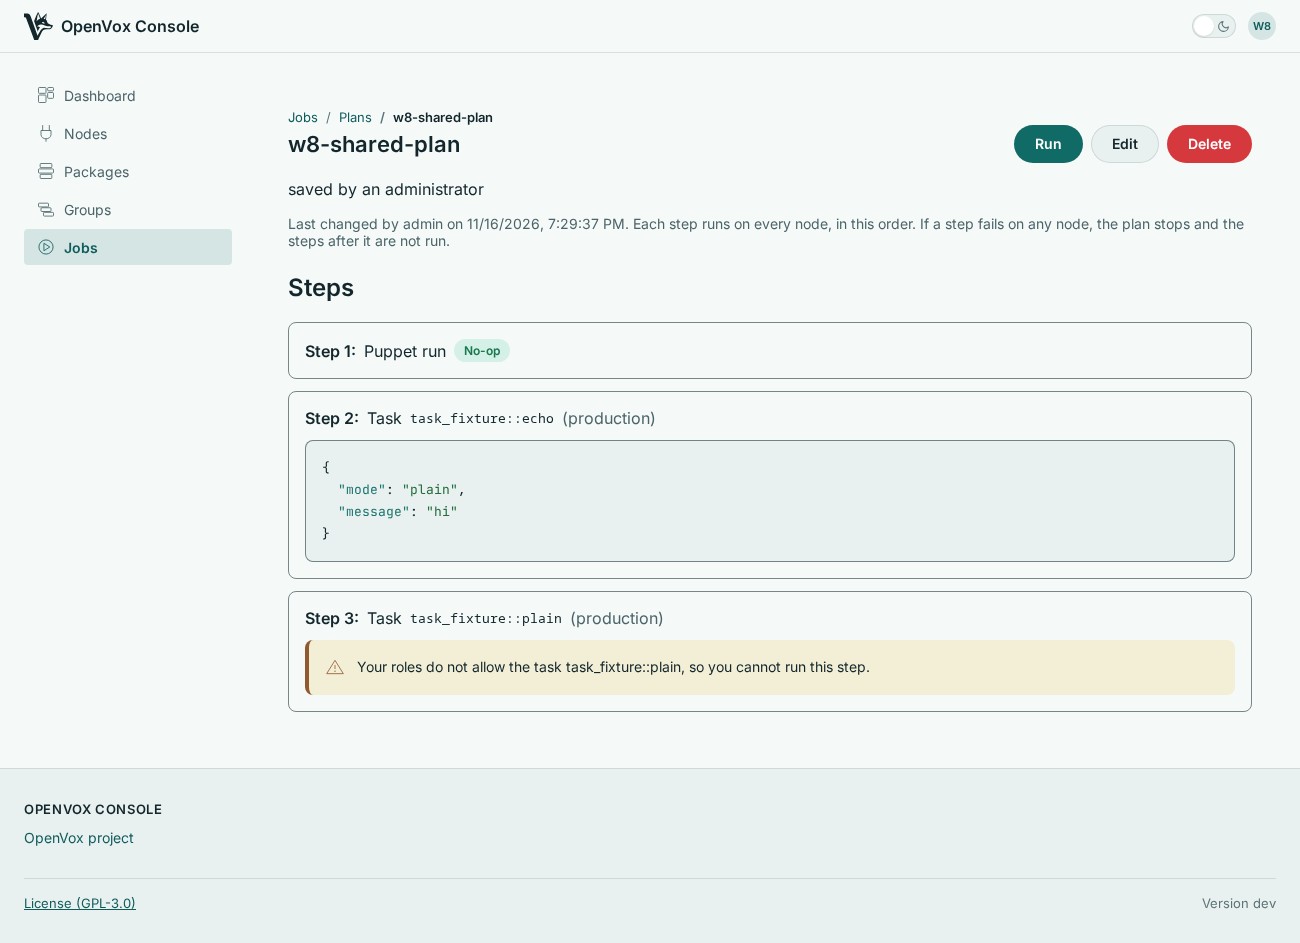 OpenVox Console
W8
Dashboard
Nodes
Packages
Groups
Jobs
Jobs / Plans / w8-shared-plan
w8-shared-plan
Run
Edit
Delete
saved by an administrator
Last changed by admin on 11/16/2026, 7:29:37 PM. Each step runs on every node, in this order. If a step fails on any node, the plan stops and the
steps after it are not run.
Steps
Step 1: Puppet run No-op
Step 2: Task task_fixture::echo (production)
{
  "mode": "plain",
  "message": "hi"
}
Step 3: Task task_fixture::plain (production)
Your roles do not allow the task task_fixture::plain, so you cannot run this step.
OPENVOX CONSOLE
OpenVox project
License (GPL-3.0)
Version dev